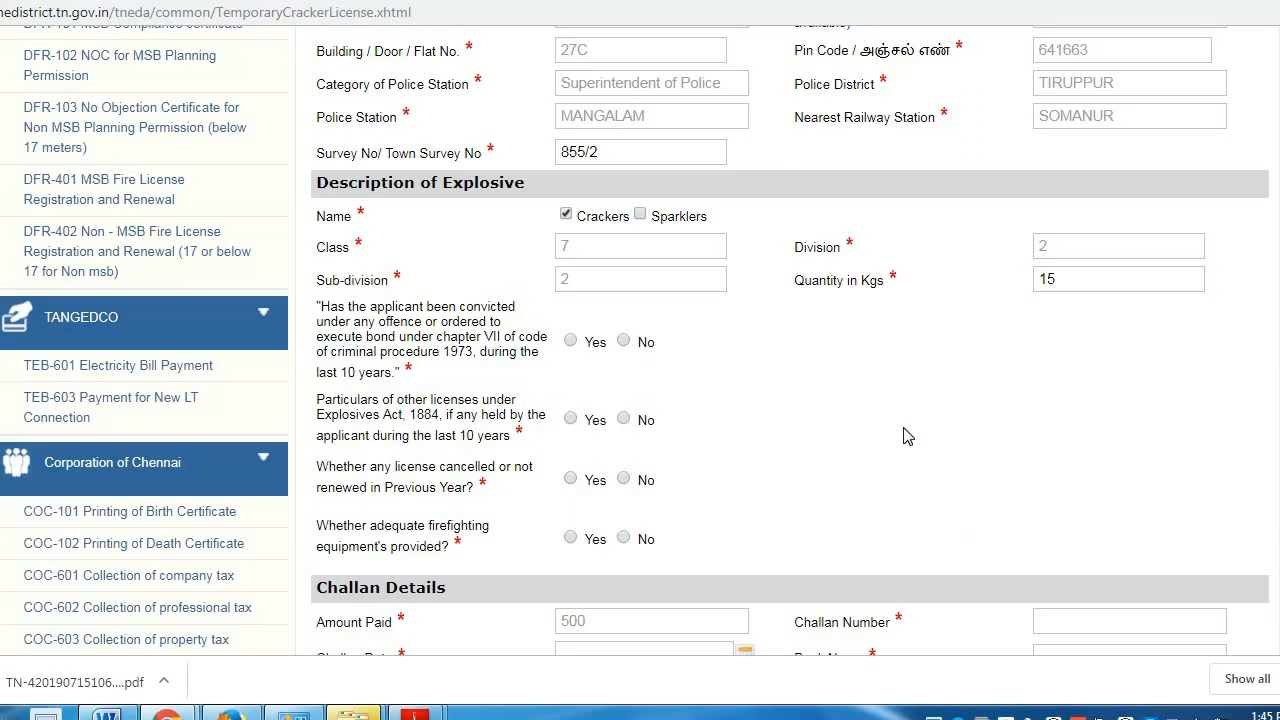 nedistrict.tn.gov.in/tneda/common/TemporaryCrackerLicense.xhtml
DFR-102 NOC for MSB Planning
Permission
DFR-103 No Objection Certificate for
Non MSB Planning Permission (below
17 meters)
DFR-401 MSB Fire License
Registration and Renewal
DFR-402 Non - MSB Fire License
Registration and Renewal (17 or below
17 for Non msb)
TANGEDCO
TEB-601 Electricity Bill Payment
TEB-603 Payment for New LT
Connection
Corporation of Chennai
COC-101 Printing of Birth Certificate
COC-102 Printing of Death Certificate
COC-601 Collection of company tax
COC-602 Collection of professional tax
COC-603 Collection of property tax
Building / Door / Flat No. * 27C Pin Code / அஞ்சல் எண் * 641663
Category of Police Station * Superintendent of Police Police District * TIRUPPUR
Police Station * MANGALAM Nearest Railway Station * SOMANUR
Survey No/ Town Survey No * 855/2
Description of Explosive
Name * Crackers Sparklers
Class * 7 Division * 2
Sub-division * 2 Quantity in Kgs * 15
"Has the applicant been convicted
under any offence or ordered to
execute bond under chapter VII of code
of criminal procedure 1973, during the
last 10 years." * Yes No
Particulars of other licenses under
Explosives Act, 1884, if any held by the
applicant during the last 10 years * Yes No
Whether any license cancelled or not
renewed in Previous Year? * Yes No
Whether adequate firefighting
equipment's provided? * Yes No
Challan Details
Amount Paid * 500 Challan Number *
TN-420190715106....pdf
Show all
1:45